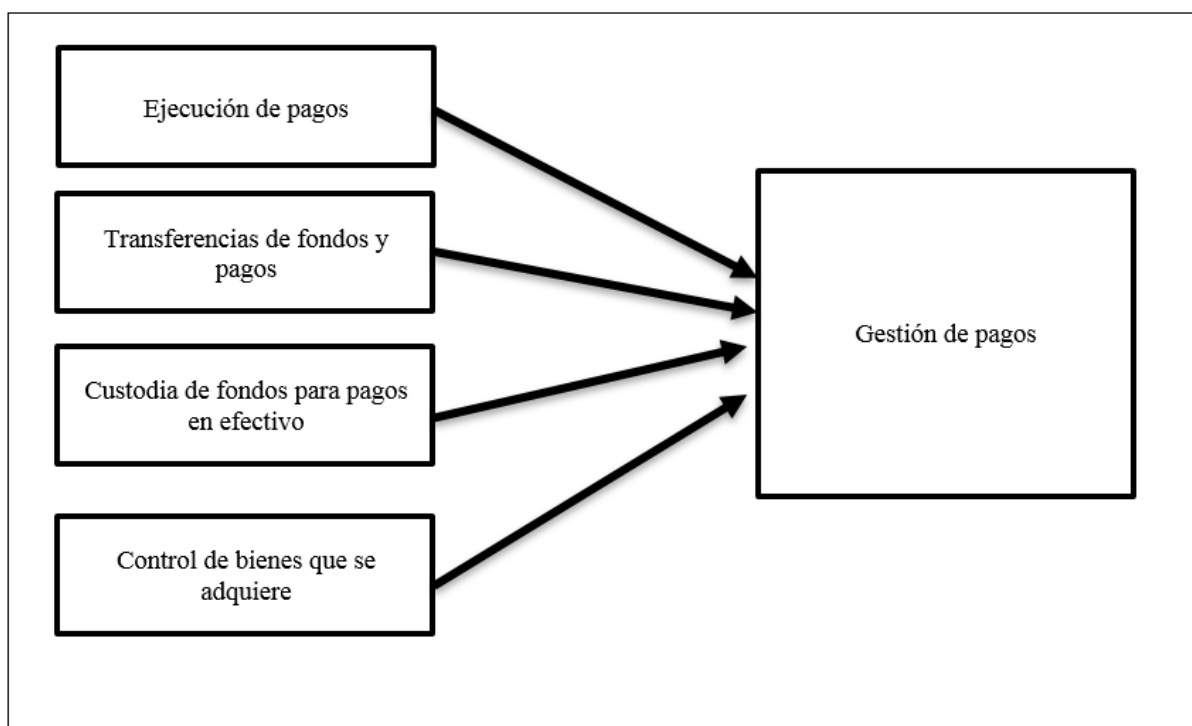 Ejecución de pagos
Transferencias de fondos y
pagos
Custodia de fondos para pagos
en efectivo
Control de bienes que se
adquiere
Gestión de pagos